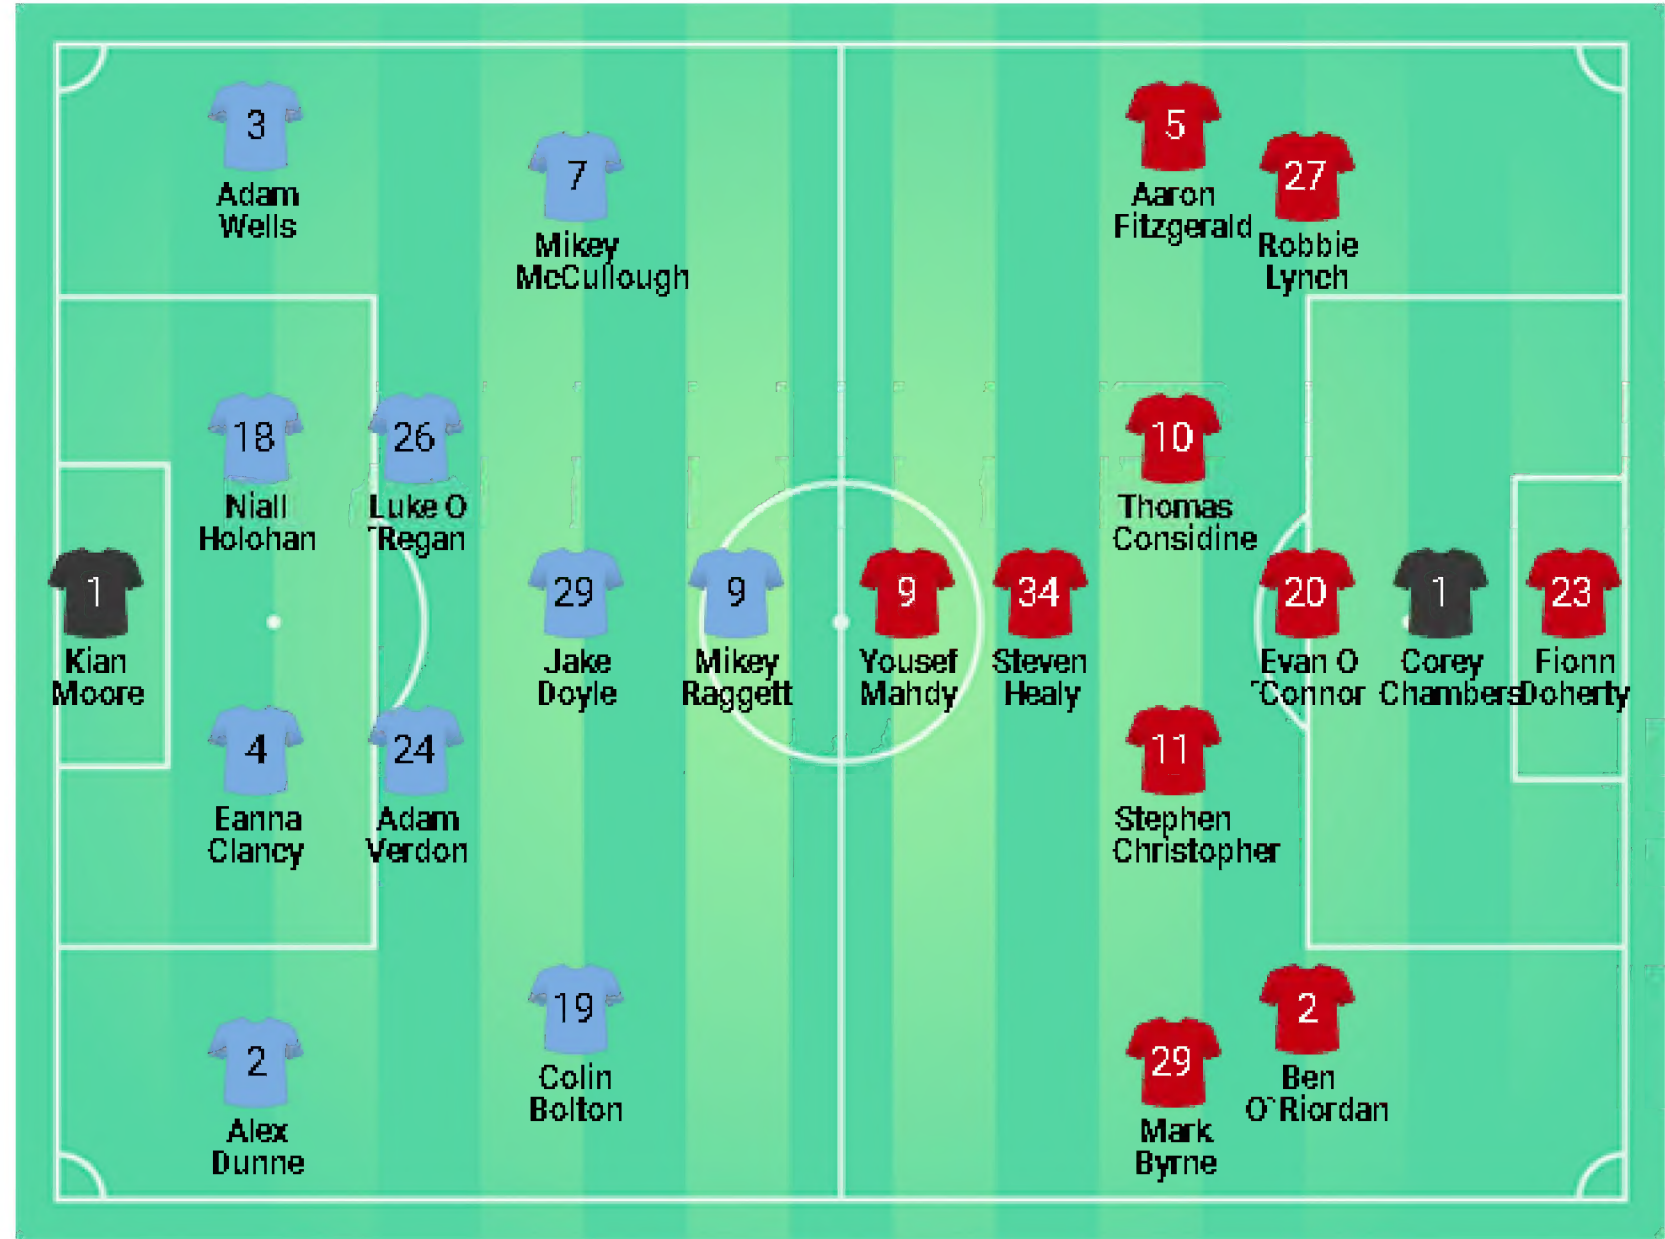 3
Adam
Wells
7
Mikey
McCullough
5
Aaron
Fitzgerald
27
Robbie
Lynch
18
Niall
Holohan
26
Luke O
`Regan
10
Thomas
Considine
1
Kian
Moore
29
Jake
Doyle
9
Mikey
Raggett
9
Yousef
Mahdy
34
Steven
Healy
20
Evan O
`Connor
1
Corey
Chambers
23
Fionn
Doherty
4
Eanna
Clancy
24
Adam
Verdon
11
Stephen
Christopher
2
Alex
Dunne
19
Colin
Bolton
29
Mark
Byrne
2
Ben
O`Riordan